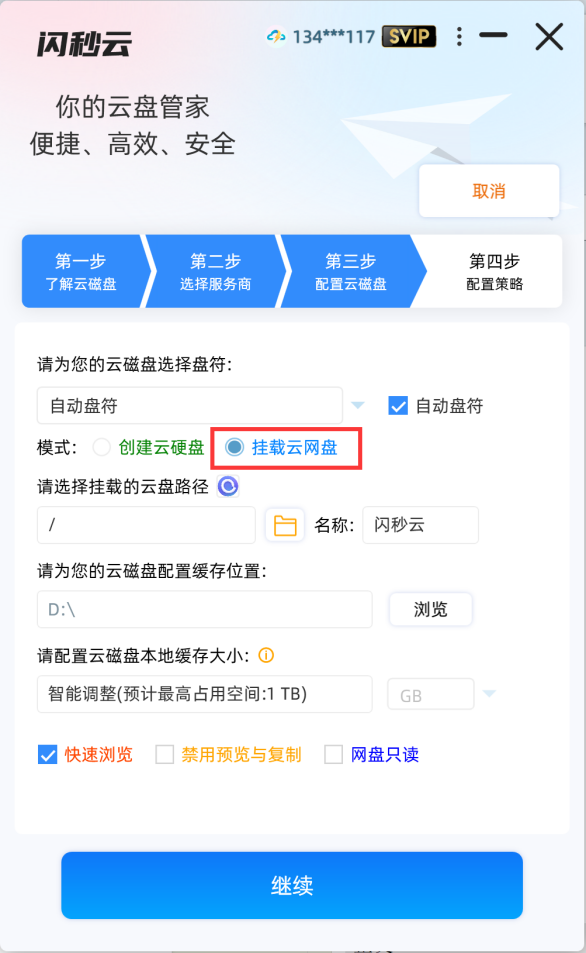 闪秒云
134***117 SVIP
你的云盘管家
便捷、高效、安全
取消
第一步 第二步 第三步 第四步
了解云磁盘 选择服务商 配置云磁盘 配置策略
请为您的云磁盘选择盘符:
自动盘符 自动盘符
模式: 创建云硬盘 挂载云网盘
请选择挂载的云盘路径
/ 名称: 闪秒云
请为您的云磁盘配置缓存位置:
D:\ 浏览
请配置云磁盘本地缓存大小:
智能调整(预计最高占用空间:1 TB) GB
快速浏览 禁用预览与复制 网盘只读
继续